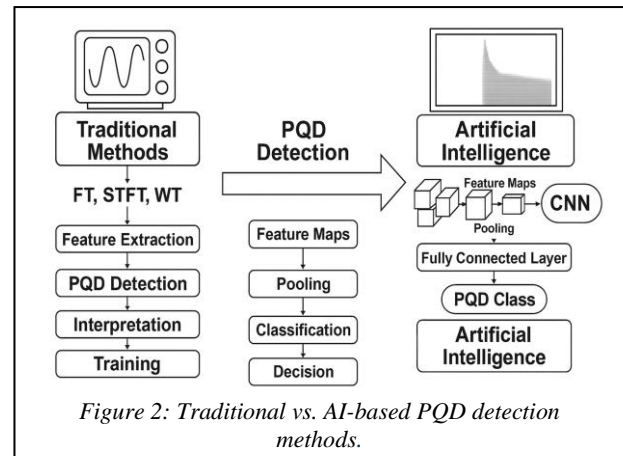 Traditional
Methods
FT, STFT, WT
Feature Extraction
PQD Detection
Interpretation
Training
PQD
Detection
Feature Maps
Pooling
Classification
Decision
Artificial
Intelligence
Feature Maps
CNN
Pooling
Fully Connected Layer
PQD Class
Artificial
Intelligence
Figure 2: Traditional vs. AI-based PQD detection
methods.